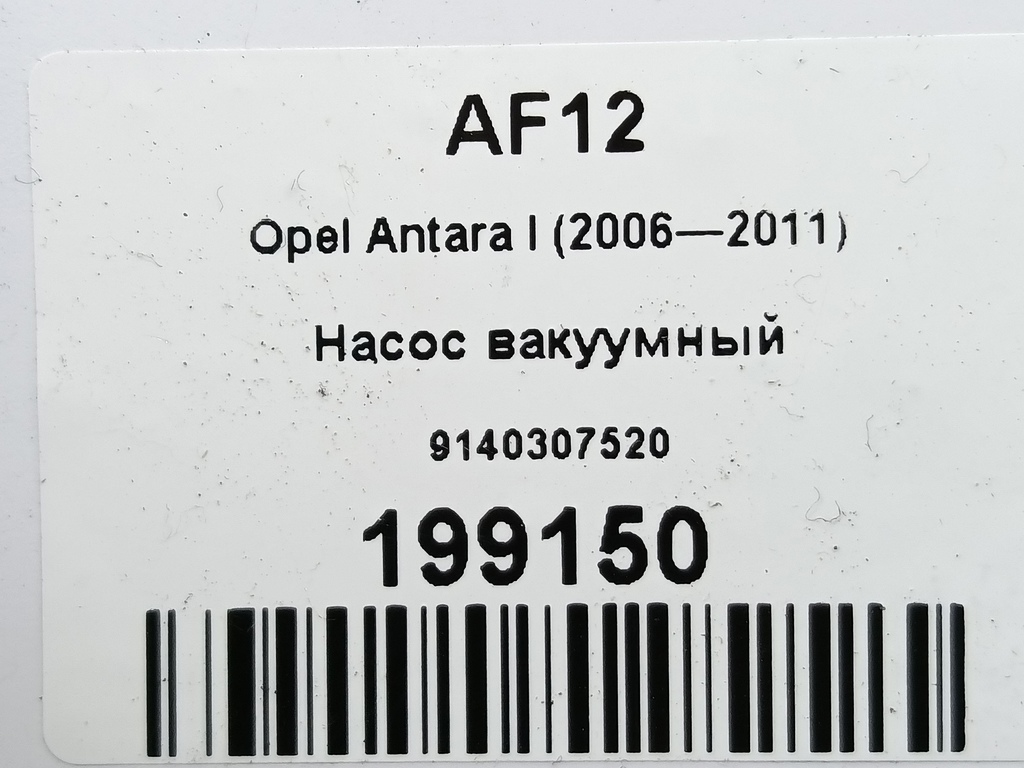 AF12
Opel Antara I (2006—2011)
Насос вакуумный
9140307520
199150